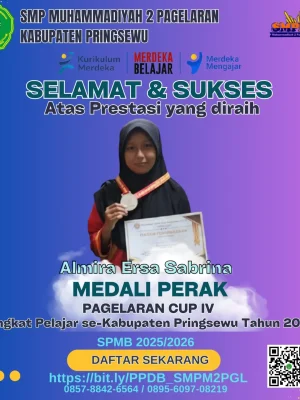 SMP MUHAMMADIYAH 2 PAGELARAN
KABUPATEN PRINGSEWU
Kurikulum Merdeka
MERDEKA BELAJAR
Merdeka Mengajar
SELAMAT & SUKSES
Atas Prestasi yang diraih
Almira Ersa Sabrina
MEDALI PERAK
PAGELARAN CUP IV
ngkat Pelajar se-Kabupaten Pringsewu Tahun 20
SPMB 2025/2026
DAFTAR SEKARANG
https://bit.ly/PPDB_SMPM2PGL
0857-8842-6564 / 0895-6097-08219